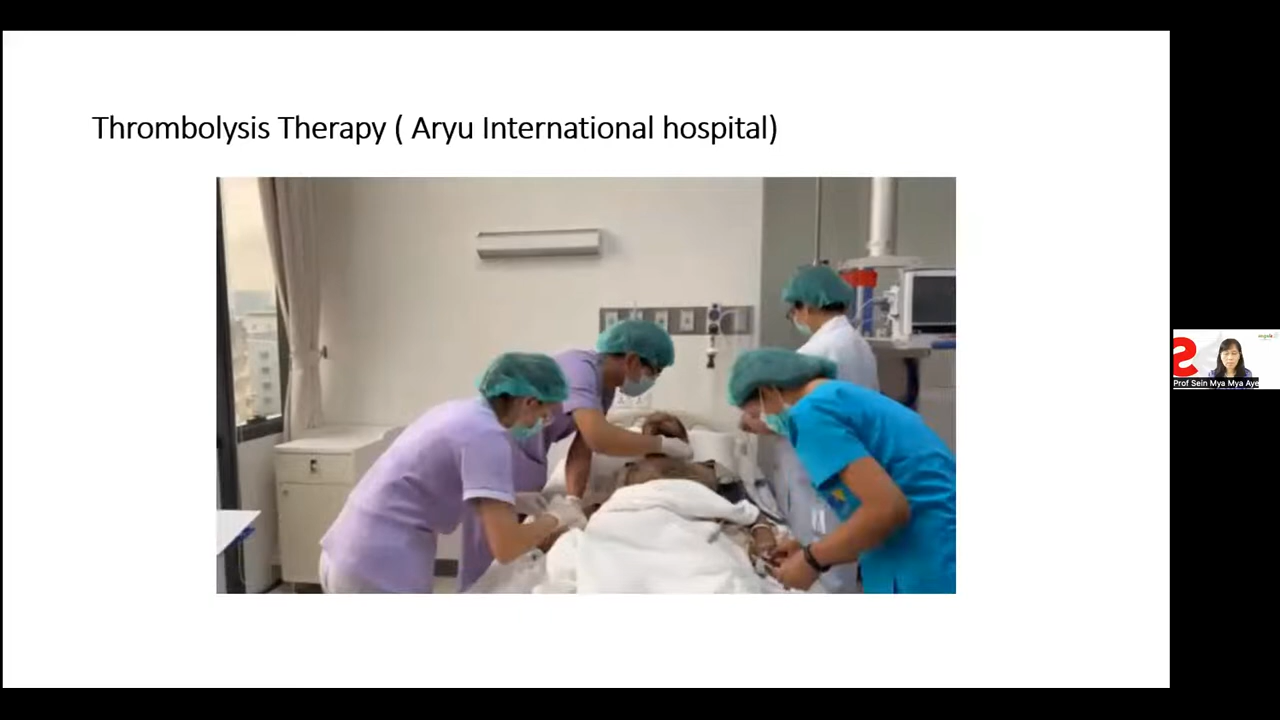 Thrombolysis Therapy ( Aryu International hospital)
Prof Sein Mya Mya Aye